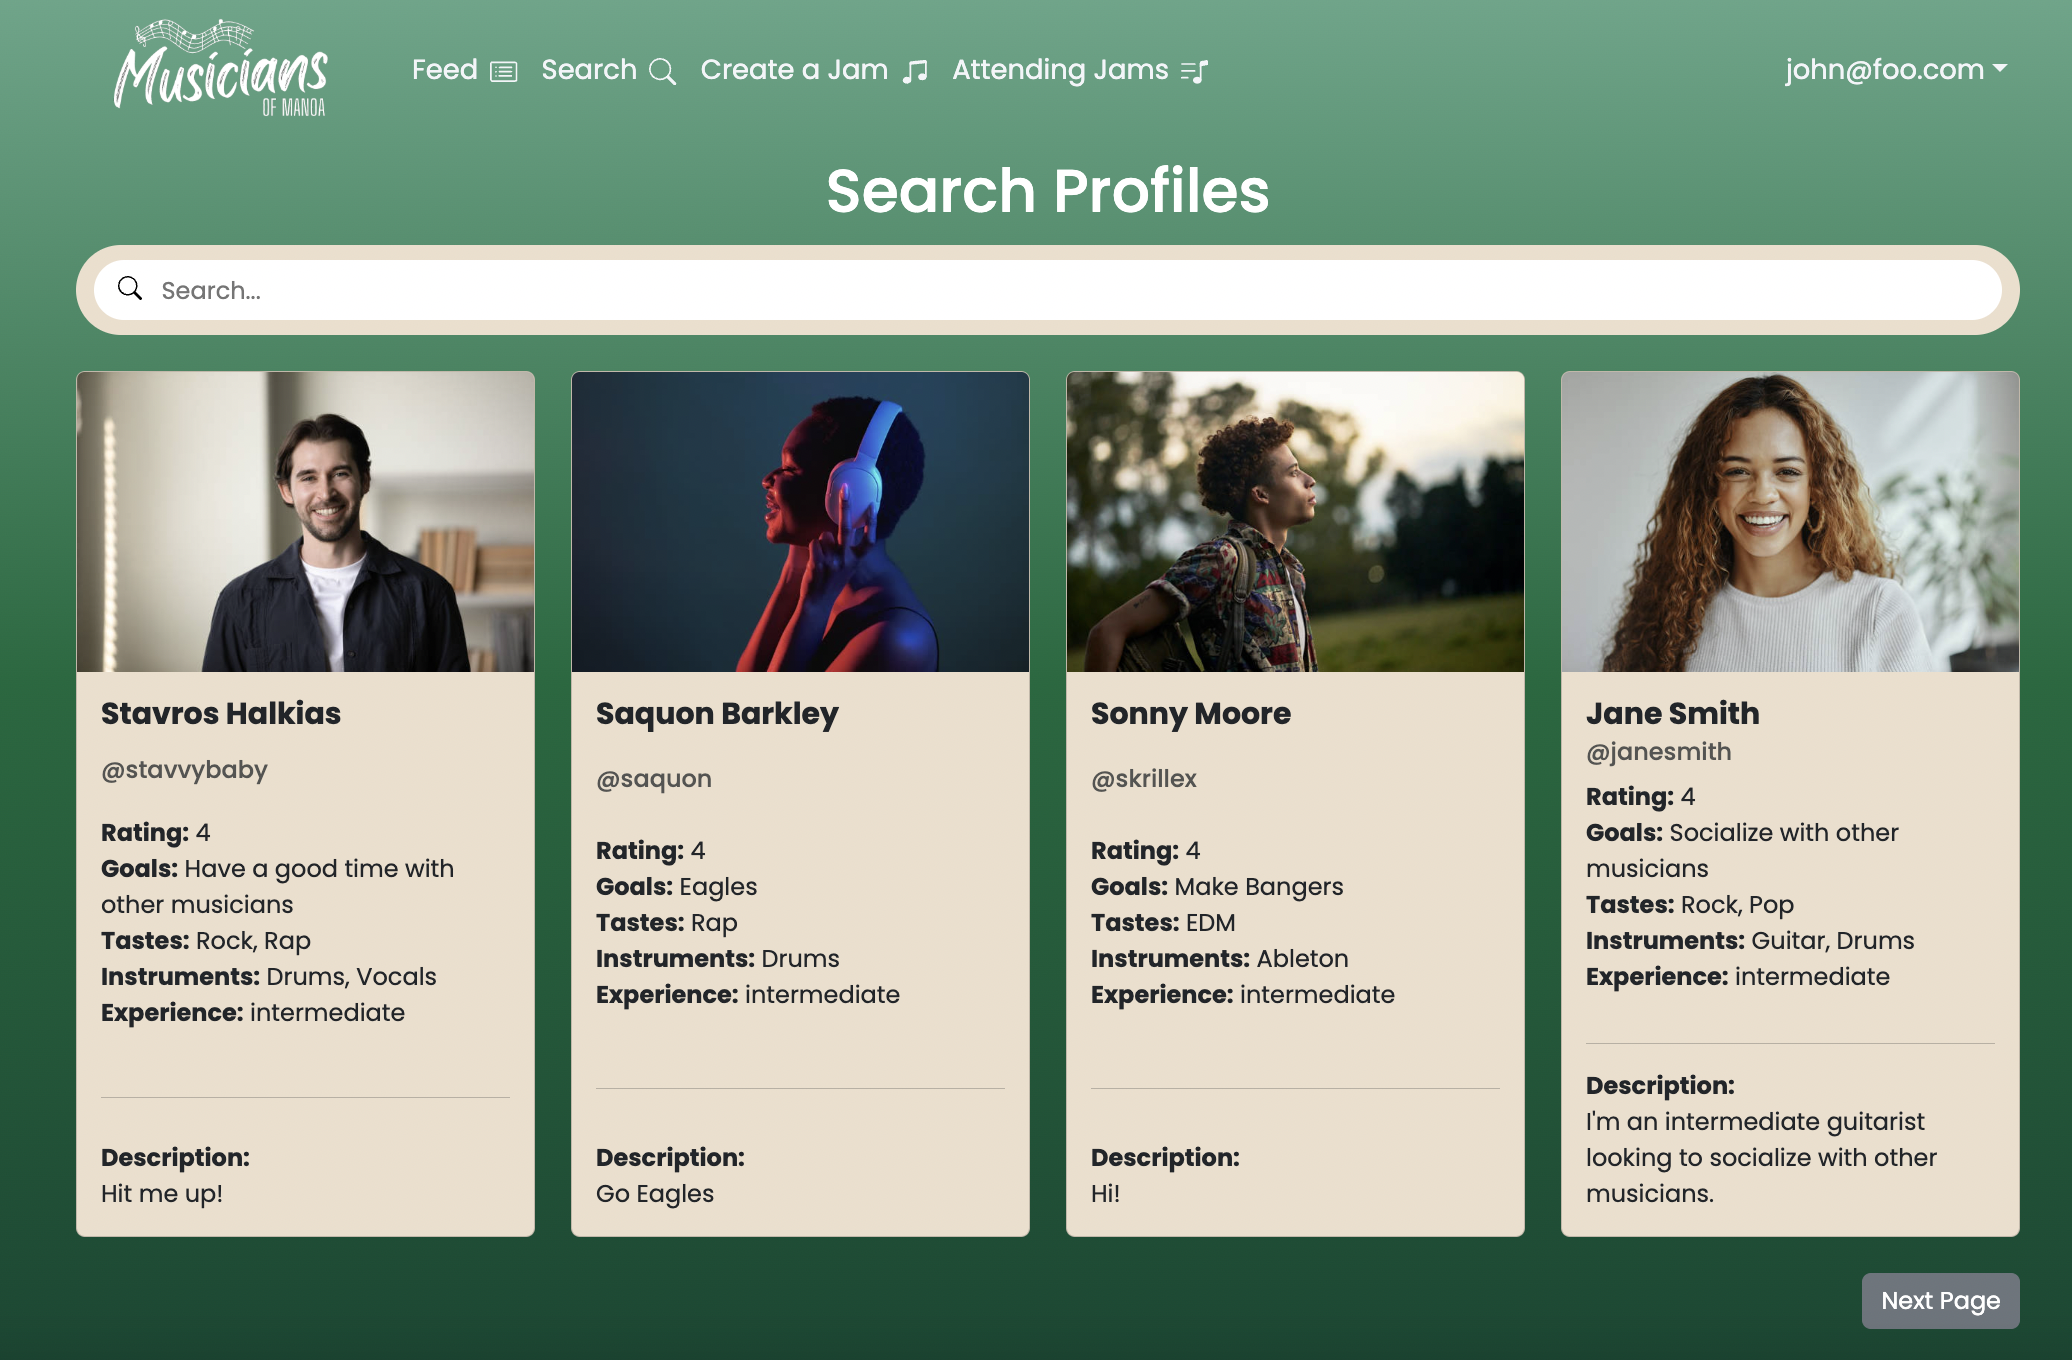 Musicians
OF MANOA
Feed
Search
Create a Jam
Attending Jams
john@foo.com
Search Profiles
Search...
Stavros Halkias
@stavvybaby
Rating: 4
Goals: Have a good time with
other musicians
Tastes: Rock, Rap
Instruments: Drums, Vocals
Experience: intermediate
Description:
Hit me up!
Saquon Barkley
@saquon
Rating: 4
Goals: Eagles
Tastes: Rap
Instruments: Drums
Experience: intermediate
Description:
Go Eagles
Sonny Moore
@skrillex
Rating: 4
Goals: Make Bangers
Tastes: EDM
Instruments: Ableton
Experience: intermediate
Description:
Hi!
Jane Smith
@janesmith
Rating: 4
Goals: Socialize with other
musicians
Tastes: Rock, Pop
Instruments: Guitar, Drums
Experience: intermediate
Description:
I'm an intermediate guitarist
looking to socialize with other
musicians.
Next Page